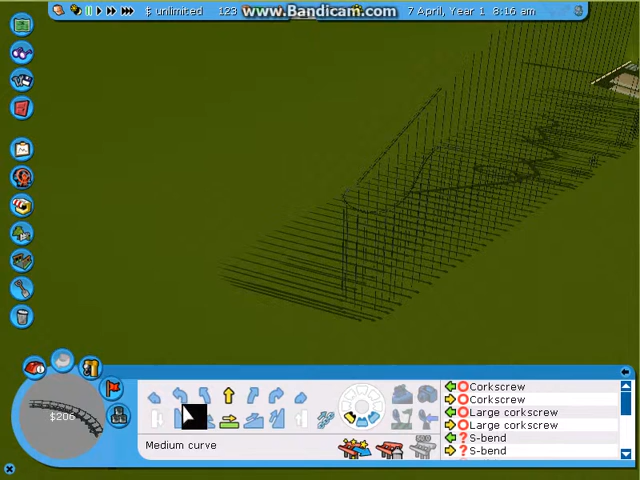 www.Bandicam.com
$ unlimited 123 7 April, Year 1 8:16 am
$206
Medium curve
Corkscrew
Corkscrew
Large corkscrew
Large corkscrew
S-bend
S-bend